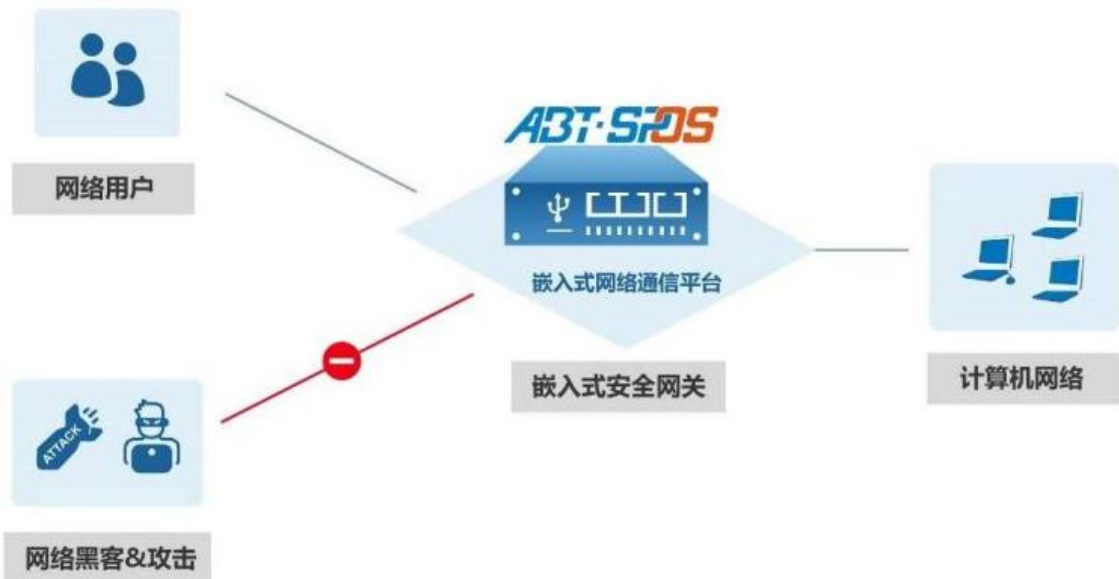 ABT·SPOS
网络用户
嵌入式网络通信平台
嵌入式安全网关
计算机网络
ATTACK
网络黑客&攻击